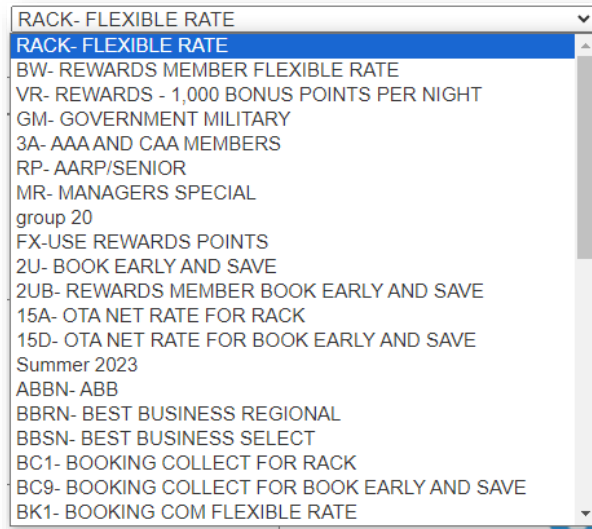 RACK- FLEXIBLE RATE
RACK- FLEXIBLE RATE
BW- REWARDS MEMBER FLEXIBLE RATE
VR- REWARDS - 1,000 BONUS POINTS PER NIGHT
GM- GOVERNMENT MILITARY
3A- AAA AND CAA MEMBERS
RP- AARP/SENIOR
MR- MANAGERS SPECIAL
group 20
FX-USE REWARDS POINTS
2U- BOOK EARLY AND SAVE
2UB- REWARDS MEMBER BOOK EARLY AND SAVE
15A- OTA NET RATE FOR RACK
15D- OTA NET RATE FOR BOOK EARLY AND SAVE
Summer 2023
ABBN- ABB
BBRN- BEST BUSINESS REGIONAL
BBSN- BEST BUSINESS SELECT
BC1- BOOKING COLLECT FOR RACK
BC9- BOOKING COLLECT FOR BOOK EARLY AND SAVE
BK1- BOOKING COM FLEXIBLE RATE